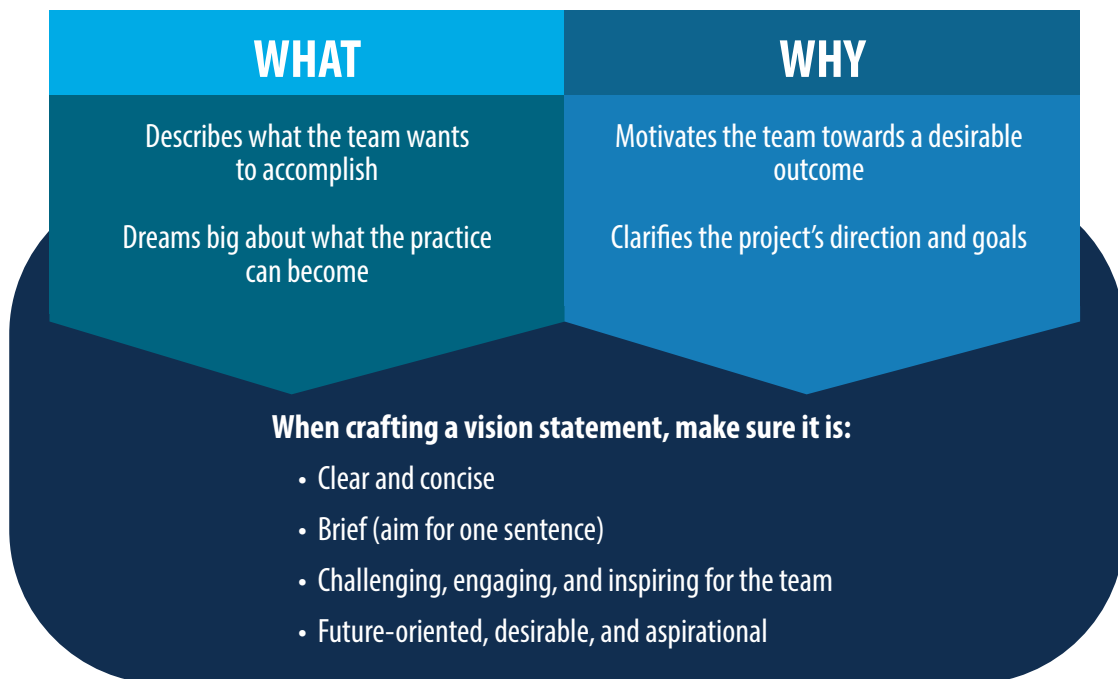 WHAT
Describes what the team wants
to accomplish
Dreams big about what the practice
can become
WHY
Motivates the team towards a desirable
outcome
Clarifies the project’s direction and goals
When crafting a vision statement, make sure it is:
• Clear and concise
• Brief (aim for one sentence)
• Challenging, engaging, and inspiring for the team
• Future-oriented, desirable, and aspirational